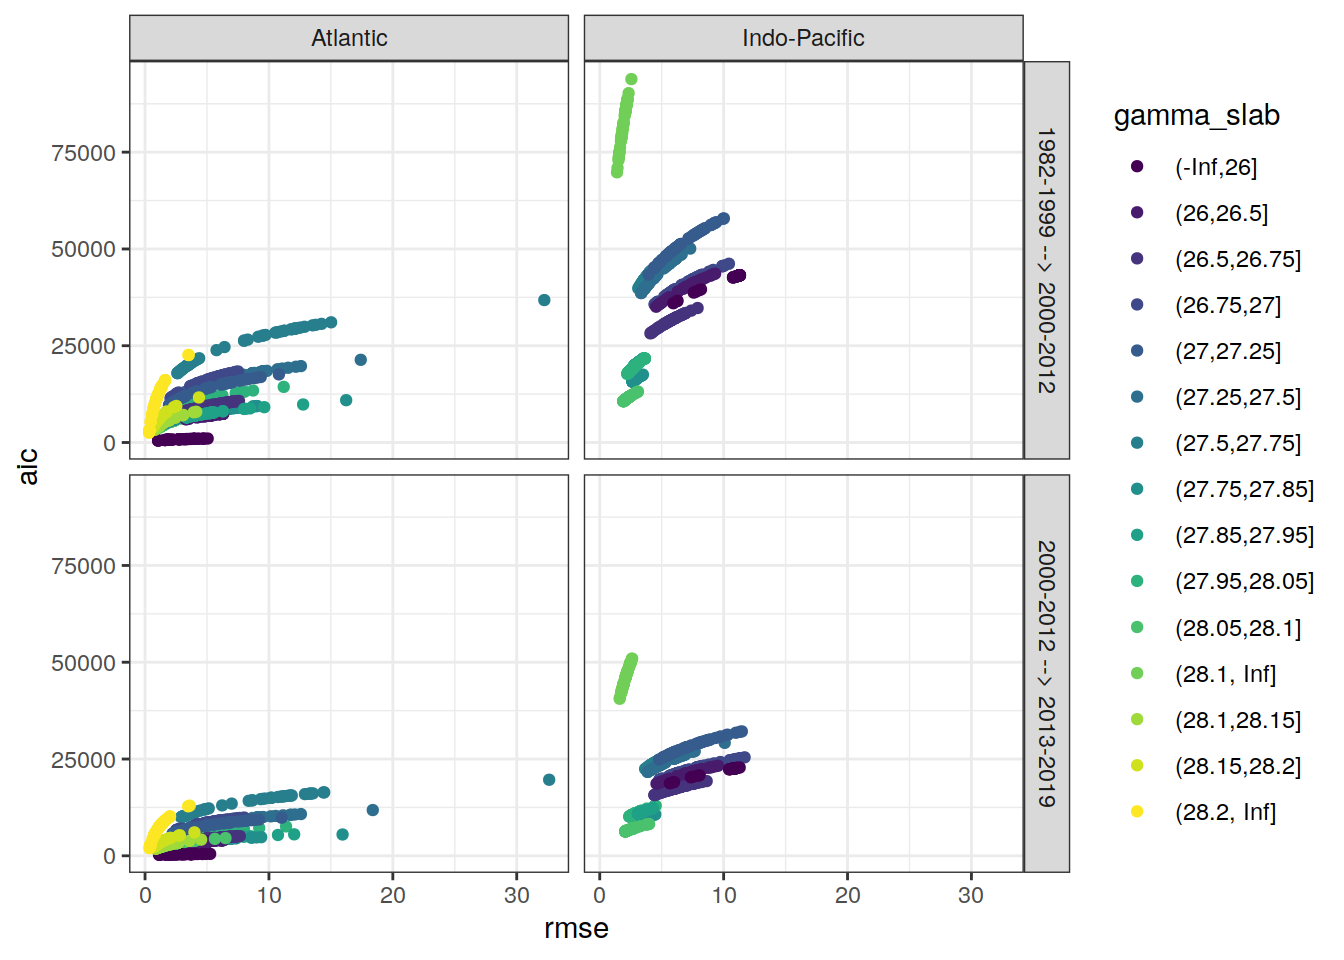 Atlantic
Indo-Pacific
75000
50000
25000
0
1982-1999 --> 2000-2012
75000
50000
25000
0
2000-2012 --> 2013-2019
0
10
20
30
0
10
20
30
rmse
aic
gamma_slab
(-Inf,26]
(26,26.5]
(26.5,26.75]
(26.75,27]
(27,27.25]
(27.25,27.5]
(27.5,27.75]
(27.75,27.85]
(27.85,27.95]
(27.95,28.05]
(28.05,28.1]
(28.1, Inf]
(28.1,28.15]
(28.15,28.2]
(28.2, Inf]